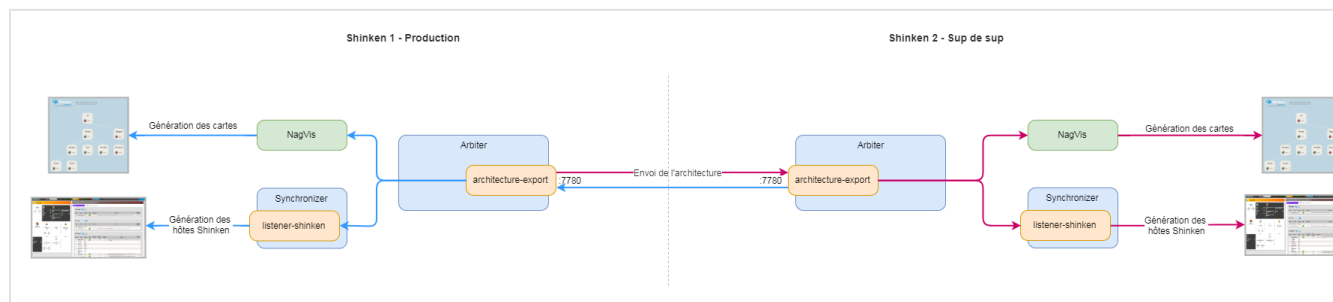 Shinken 1 - Production
Shinken 2 - Sup de sup
Génération des cartes
NagVis
Arbiter
architecture-export
:7780
Envoi de l'architecture
:7780
Arbiter
architecture-export
NagVis
Génération des cartes
Génération des
hôtes Shinken
Synchronizer
listener-shinken
Synchronizer
listener-shinken
Génération des
hôtes Shinken